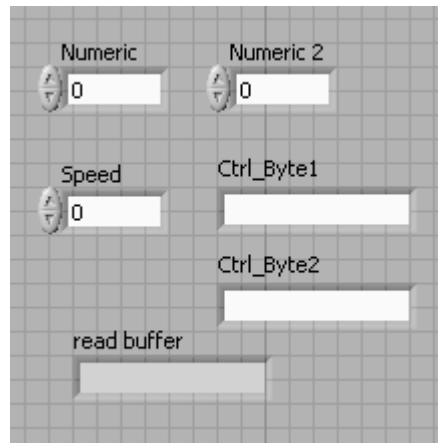 Numeric
Numeric 2
0
0
Speed
Ctrl_Byte1
0
Ctrl_Byte2
read buffer